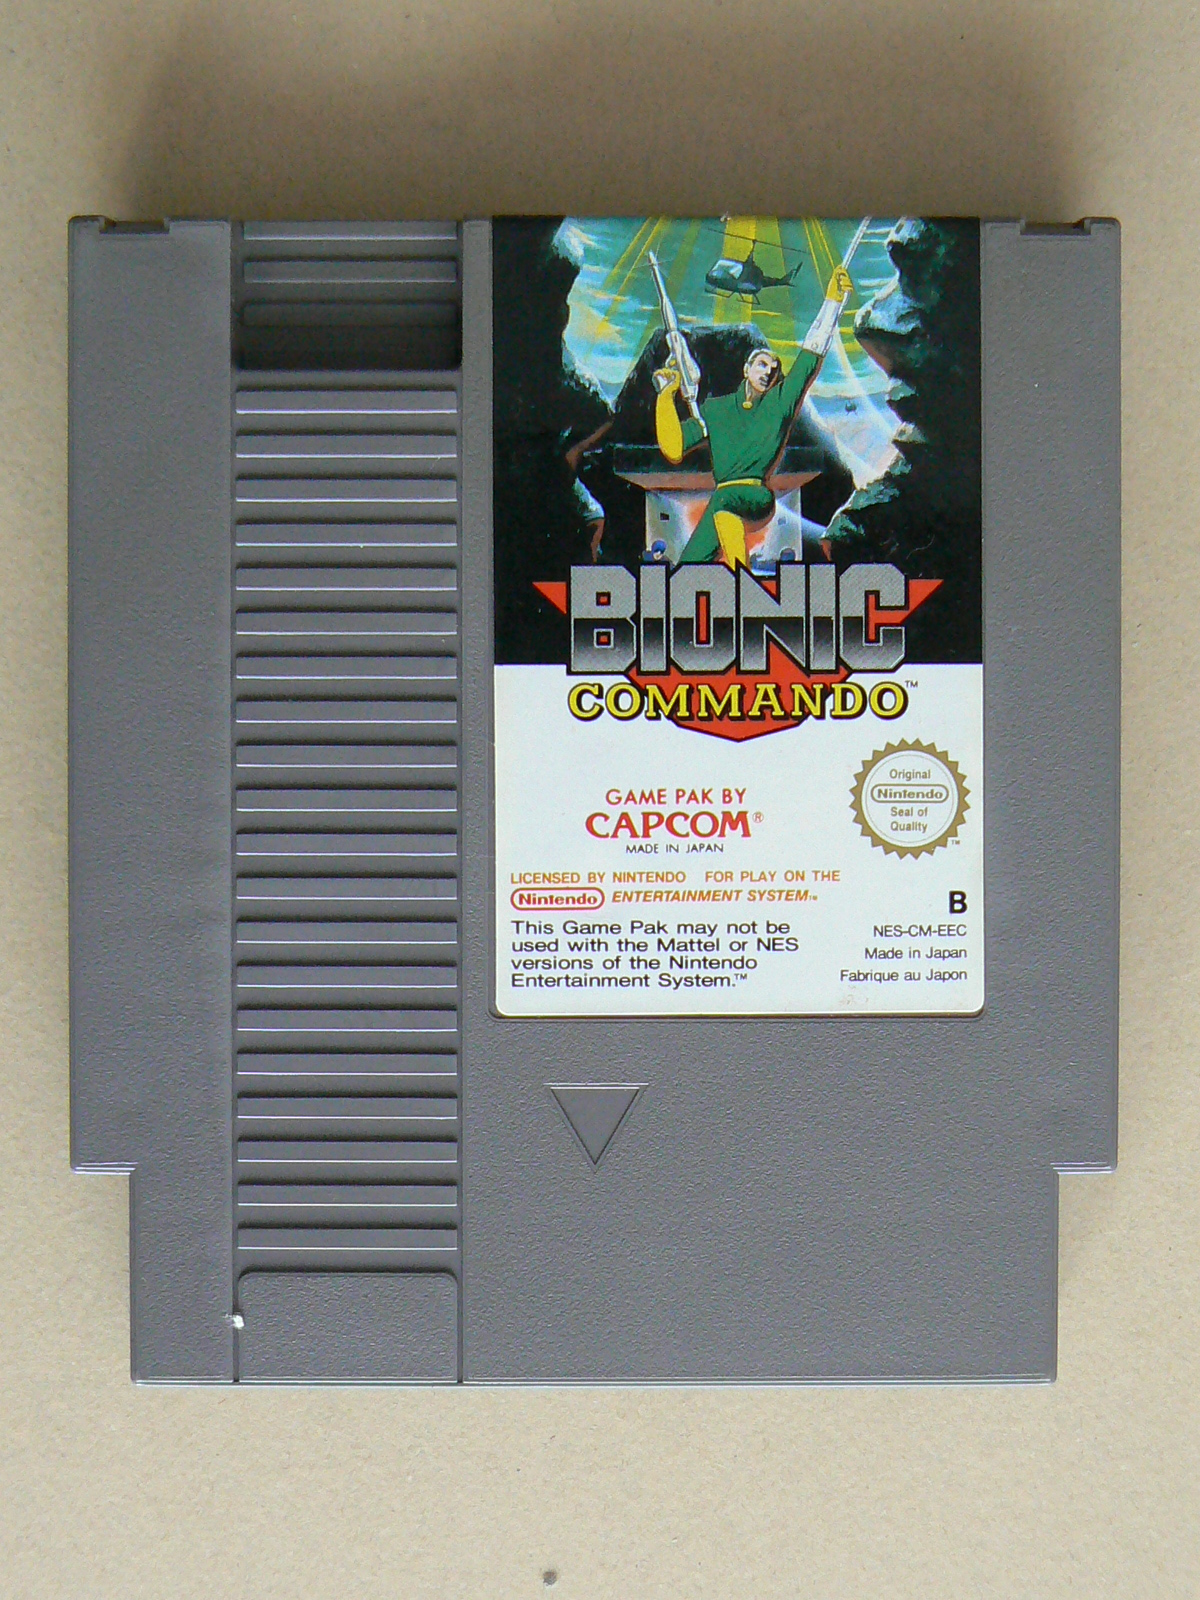 BIONIC
COMMANDO™
GAME PAK BY
CAPCOM®
MADE IN JAPAN
Original
Nintendo
Seal of
Quality
TM
LICENSED BY NINTENDO FOR PLAY ON THE
Nintendo ENTERTAINMENT SYSTEM™
This Game Pak may not be
used with the Mattel or NES
versions of the Nintendo
Entertainment System.™
B
NES-CM-EEC
Made in Japan
Fabrique au Japon